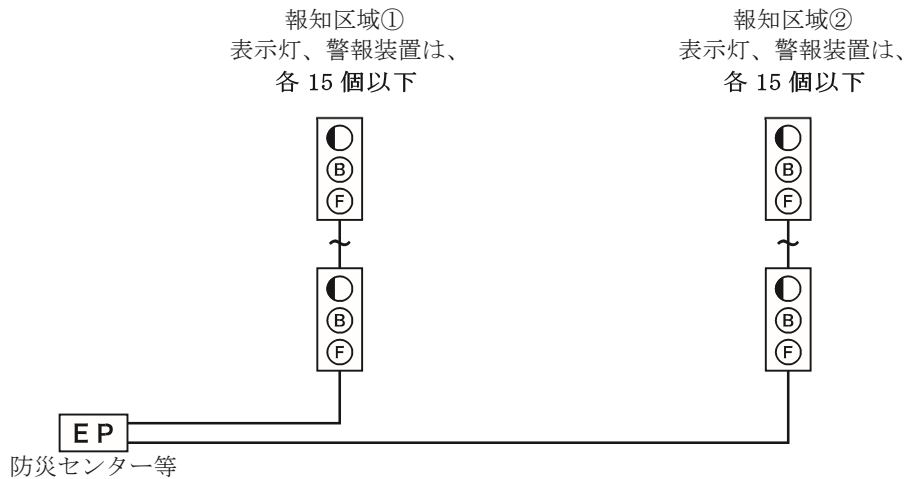 報知区域①
表示灯、警報装置は、
各 15 個以下
報知区域②
表示灯、警報装置は、
各 15 個以下
B
F
B
F
B
F
B
F
E P
防災センター等